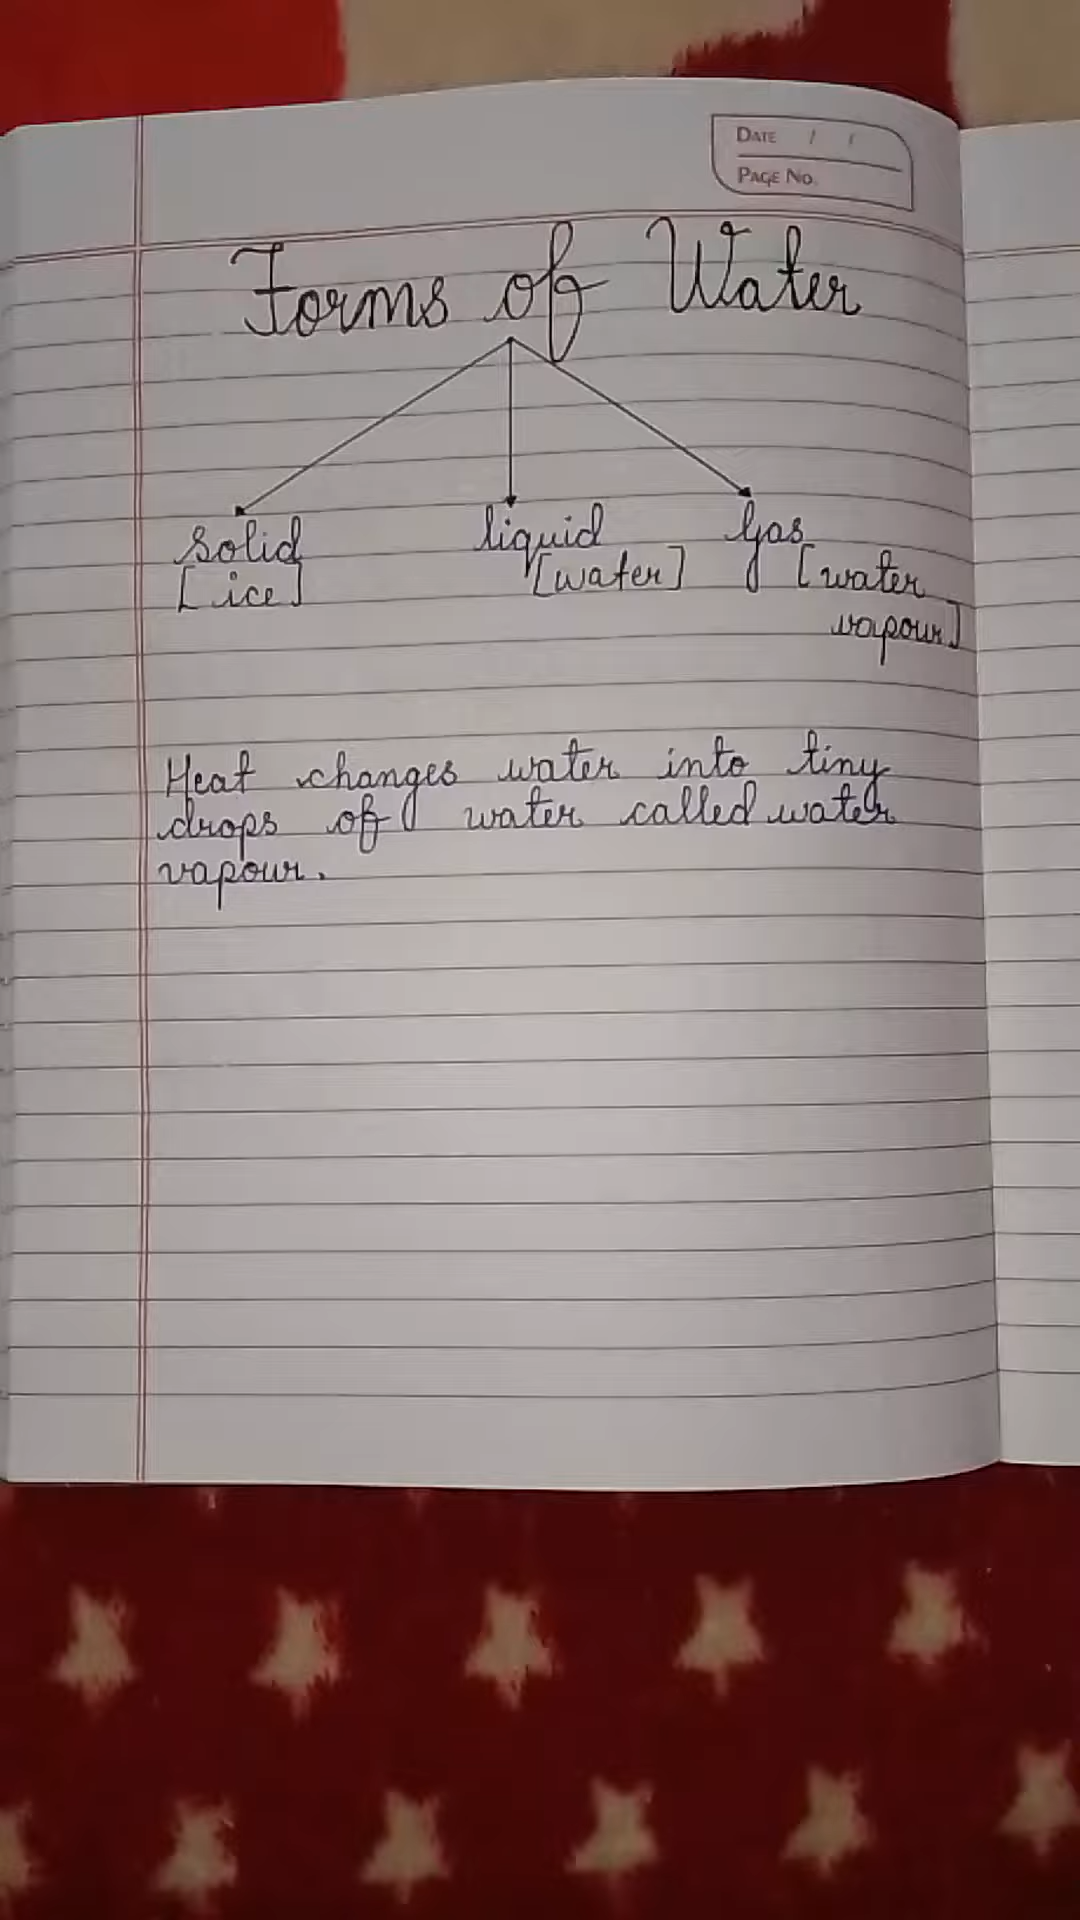 DATE / /
PAGE NO.
Forms of Water
solid liquid Gas
[ice] [water] [water
vapour]
Heat changes water into tiny
drops of water called water
vapour.